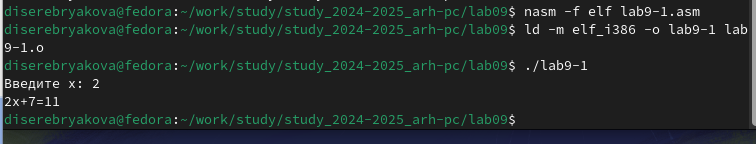 diserebryakova@fedora:~/work/study/study_2024-2025_arh-pc/lab09$ nasm -f elf lab9-1.asm
diserebryakova@fedora:~/work/study/study_2024-2025_arh-pc/lab09$ ld -m elf_i386 -o lab9-1 lab
9-1.o
diserebryakova@fedora:~/work/study/study_2024-2025_arh-pc/lab09$ ./lab9-1
Введите x: 2
2x+7=11
diserebryakova@fedora:~/work/study/study_2024-2025_arh-pc/lab09$